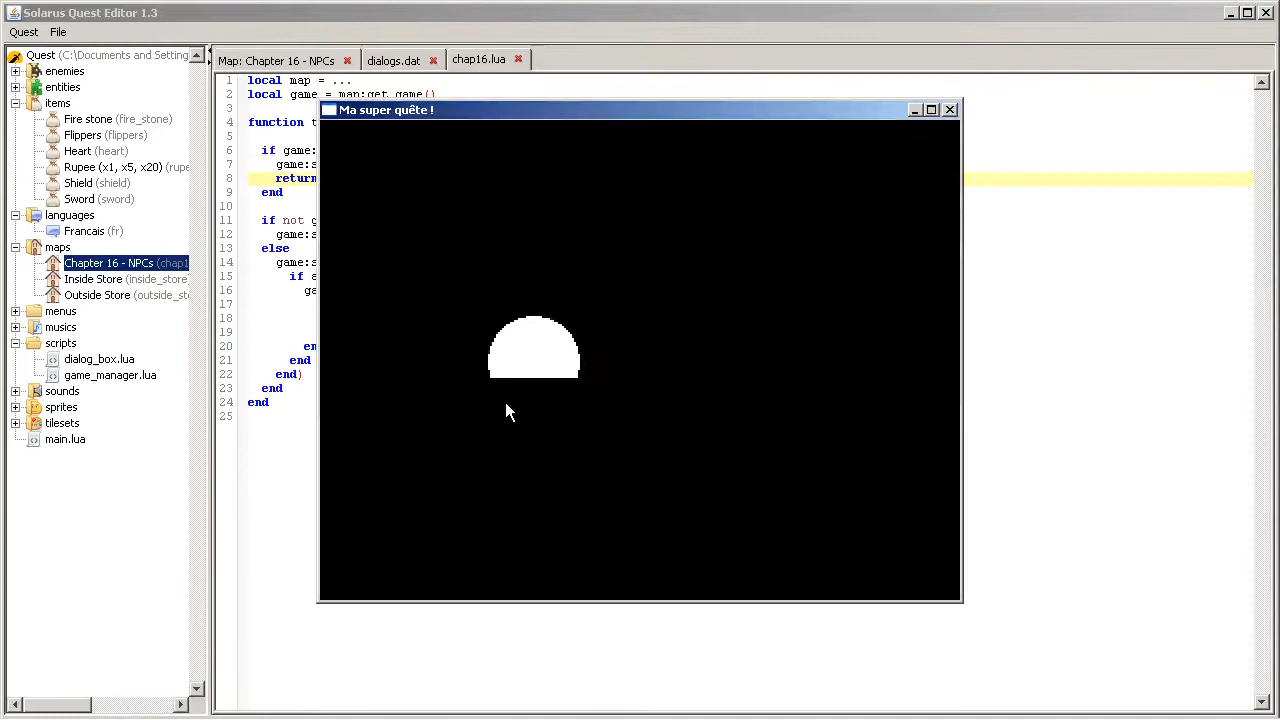 Solarus Quest Editor 1.3
Quest File
Quest (C:\Documents and Setting
enemies
entities
items
Fire stone (fire_stone)
Flippers (flippers)
Heart (heart)
Rupee (x1, x5, x20) (rupe
Shield (shield)
Sword (sword)
languages
Francais (fr)
maps
Chapter 16 - NPCs (chap1
Inside Store (inside_store)
Outside Store (outside_st
menus
musics
scripts
dialog_box.lua
game_manager.lua
sounds
sprites
tilesets
main.lua
Map: Chapter 16 - NPCs dialogs.dat chap16.lua
1 local map = ...
2 local game = map:get_game()
3
4 function t
5
6 if game:
7 game:s
8 return
9 end
10
11 if not g
12 game:s
13 else
14 game:s
15 if a
16 ga
17
18
19
20 en
21 end
22 end)
23 end
24 end
25
Ma super quête !